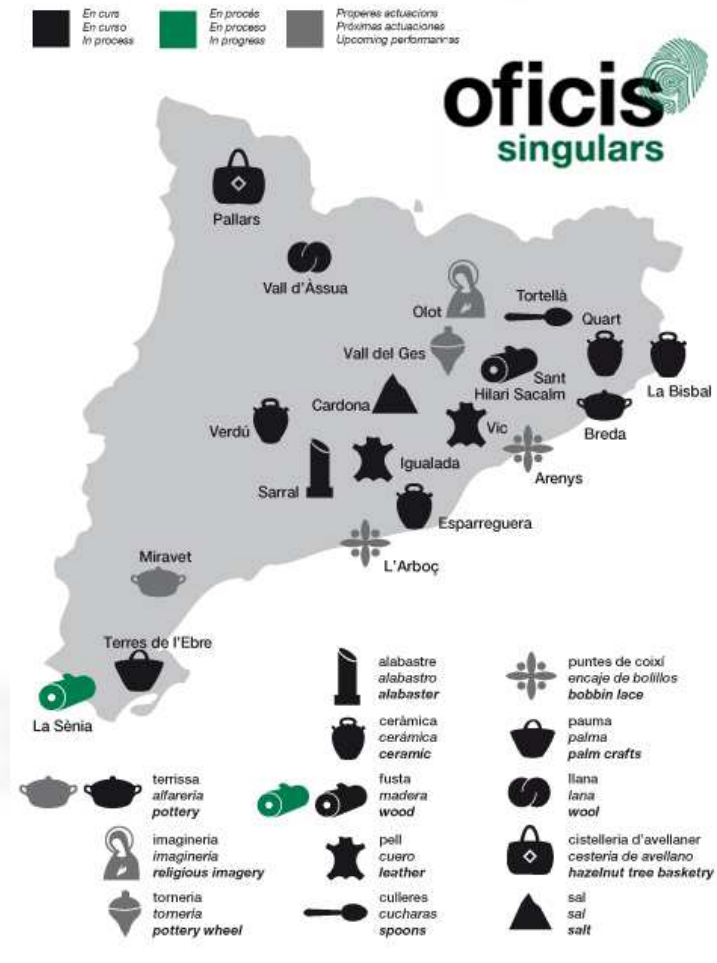 En curs
En curso
In process
En procés
En proceso
In progress
Properes actuacions
Próximas actuaciones
Upcoming performanrses
oficis
singulars
Pallars
Vall d'Àssua
Olot
Tortellà
Quart
Vall del Ges
Sant
Hilari Sacalm
La Bisbal
Cardona
Verdú
Vic
Breda
Igualada
Sarral
Arenys
Esparreguera
L'Arboç
Miravet
Terres de l'Ebre
La Sènia
alabastre
alabastro
alabaster
puntes de coixí
encaje de bolillos
bobbin lace
ceràmica
cerámica
ceramic
pauma
palma
palm crafts
terrissa
alfareria
pottery
fusta
madera
wood
llana
lana
wool
imagineria
imagineria
religious imagery
pell
cuero
leather
cistelleria d'avellaner
cesteria de avellano
hazelnut tree basketry
torneria
tornería
pottery wheel
culleres
cucharas
spoons
sal
sal
salt